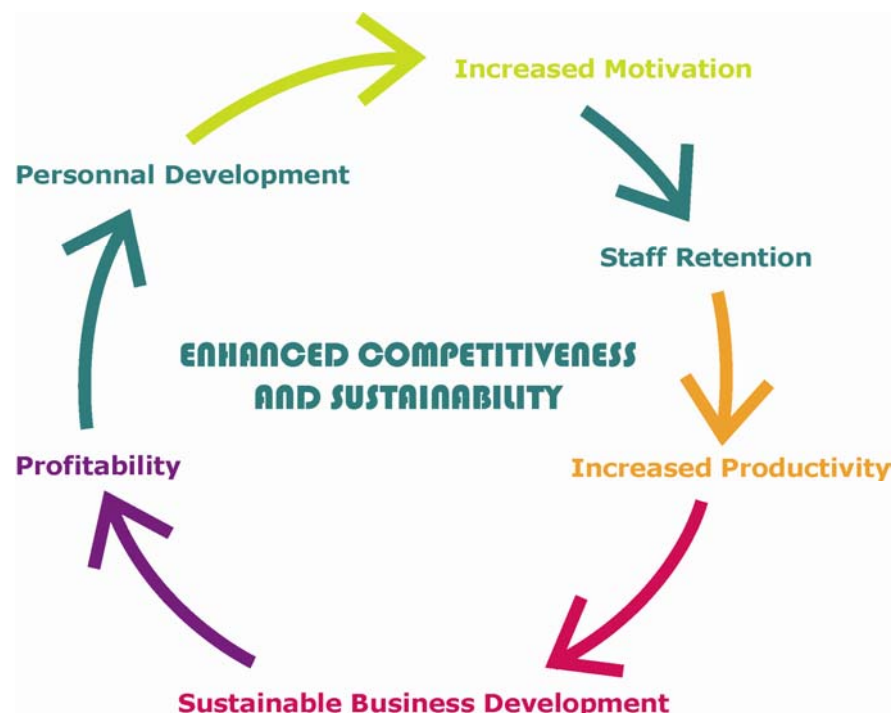 Increased Motivation
Personnal Development
Staff Retention
ENHANCED COMPETITIVENESS
AND SUSTAINABILITY
Profitability
Increased Productivity
Sustainable Business Development